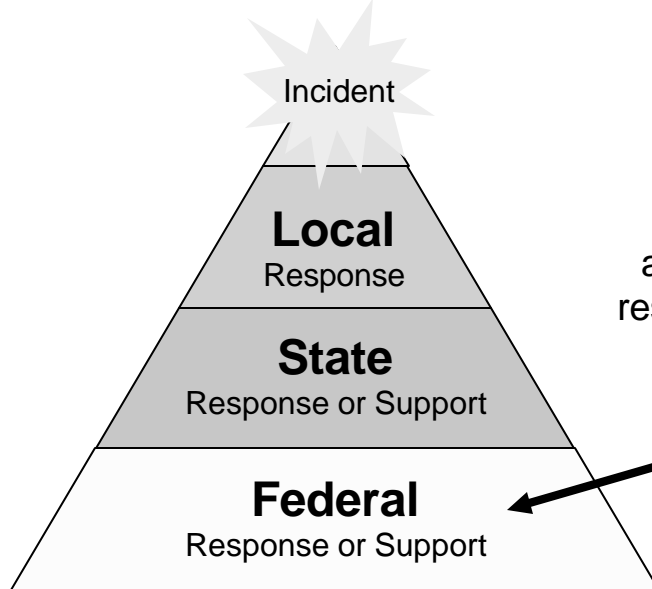 Incident
Local
Response
State
Response or Support
Federal
Response or Support